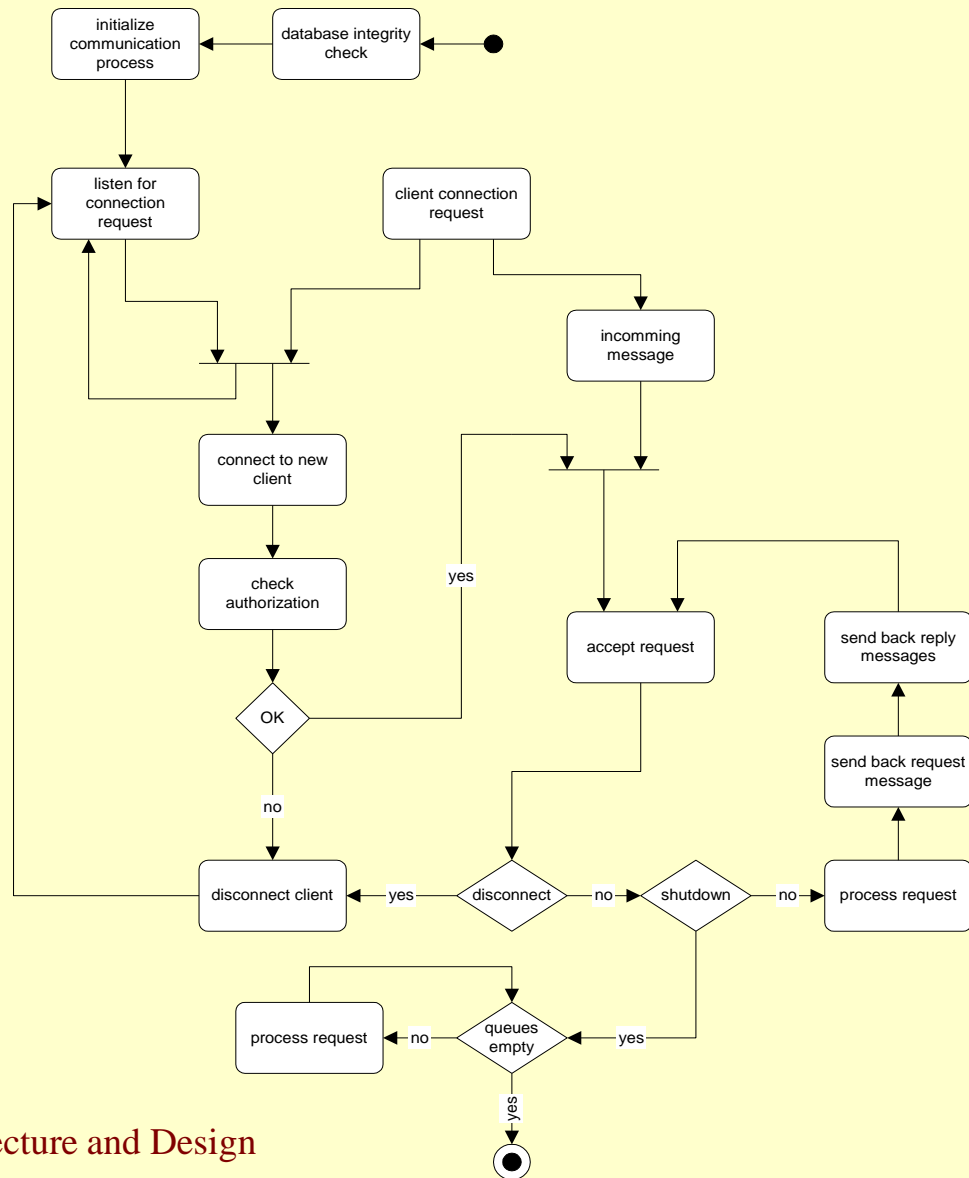 initialize
communication
process
database integrity
check
listen for
connection
request
client connection
request
incomming
message
connect to new
client
yes
check
authorization
accept request
send back reply
messages
OK
send back request
message
no
disconnect client
yes
disconnect
no
shutdown
no
process request
process request
no
queues
empty
yes
yes
ecture and Design